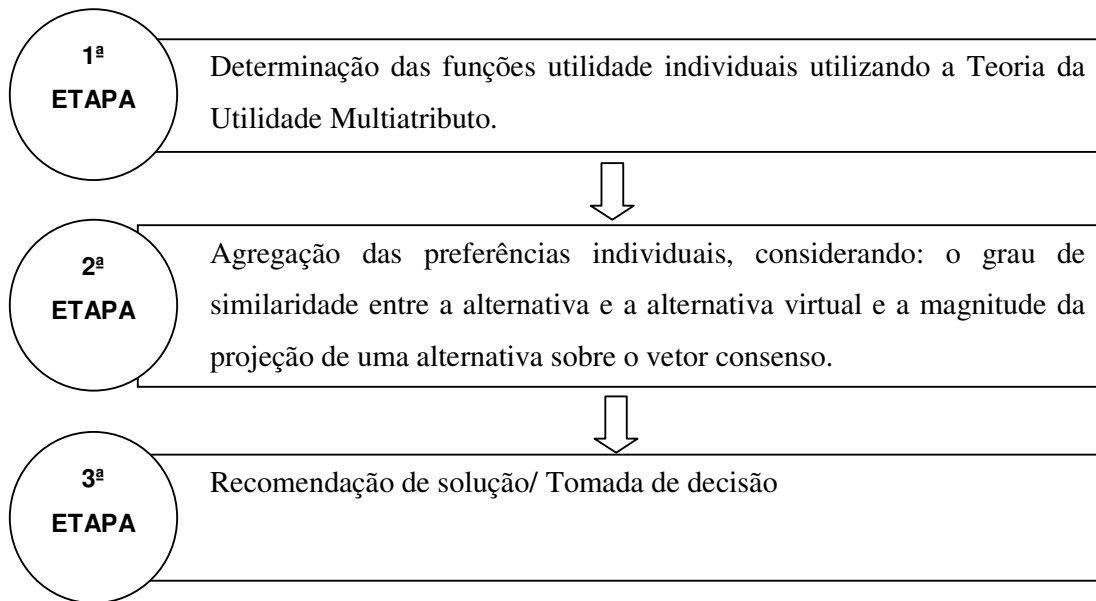 1ª
ETAPA
Determinação das funções utilidade individuais utilizando a Teoria da
Utilidade Multiatributo.
2ª
ETAPA
Agregação das preferências individuais, considerando: o grau de
similaridade entre a alternativa e a alternativa virtual e a magnitude da
projeção de uma alternativa sobre o vetor consenso.
3ª
ETAPA
Recomendação de solução/ Tomada de decisão